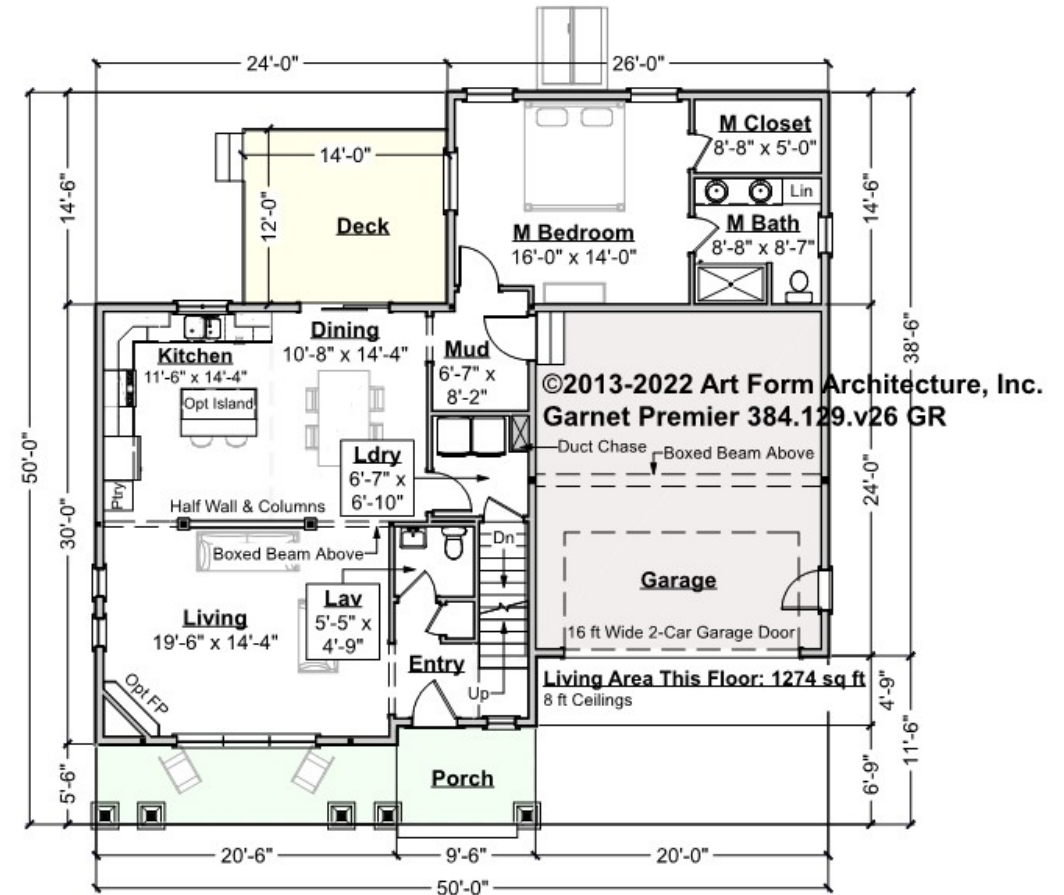 24'-0"
26'-0"
M Closet
8'-8" x 5'-0"
14'-0"
14'-6"
14'-6"
12'-0"
Deck
M Bedroom
16'-0" x 14'-0"
Lin
M Bath
8'-8" x 8'-7"
Dining
10'-8" x 14'-4"
Kitchen
11'-6" x 14'-4"
Opt Island
Mud
6'-7" x
8'-2"
38'-6"
©2013-2022 Art Form Architecture, Inc.
Garnet Premier 384.129.v26 GR
Duct Chase
Boxed Beam Above
Ldry
6'-7" x
6'-10"
Ptry
50'-0"
30'-0"
24'-0"
Half Wall & Columns
Boxed Beam Above
Dn
Lav
5'-5" x
4'-9"
Living
19'-6" x 14'-4"
Garage
16 ft Wide 2-Car Garage Door
Entry
Up
Opt FP
Living Area This Floor: 1274 sq ft
8 ft Ceilings
4'-9"
11'-6"
5'-6"
Porch
6'-9"
20'-6"
9'-6"
20'-0"
50'-0"